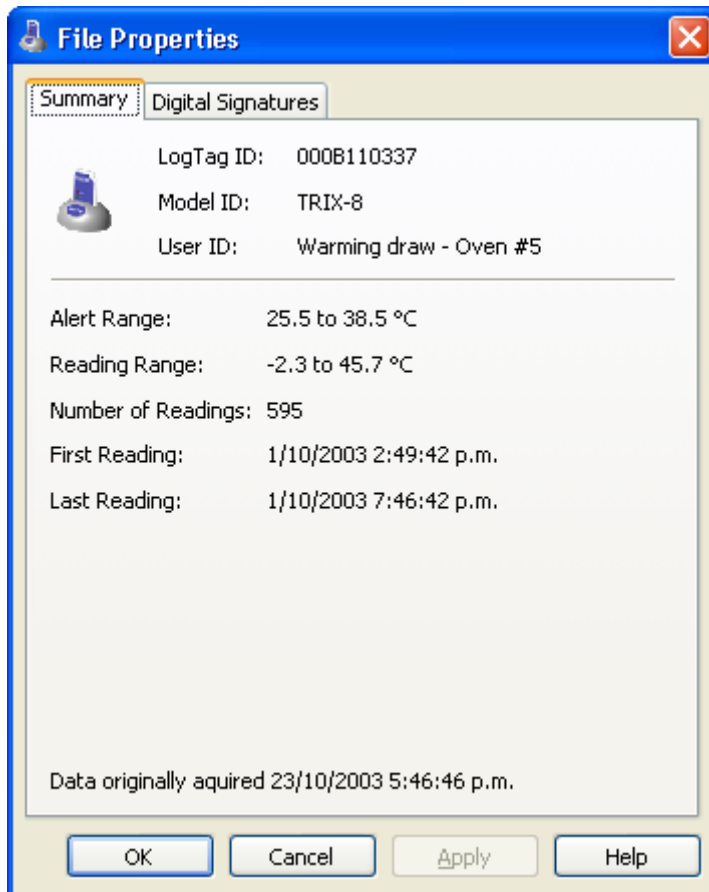 File Properties
Summary Digital Signatures
LogTag ID: 000B110337
Model ID: TRIX-8
User ID: Warming draw - Oven #5
Alert Range: 25.5 to 38.5 °C
Reading Range: -2.3 to 45.7 °C
Number of Readings: 595
First Reading: 1/10/2003 2:49:42 p.m.
Last Reading: 1/10/2003 7:46:42 p.m.
Data originally aquired 23/10/2003 5:46:46 p.m.
OK Cancel Apply Help